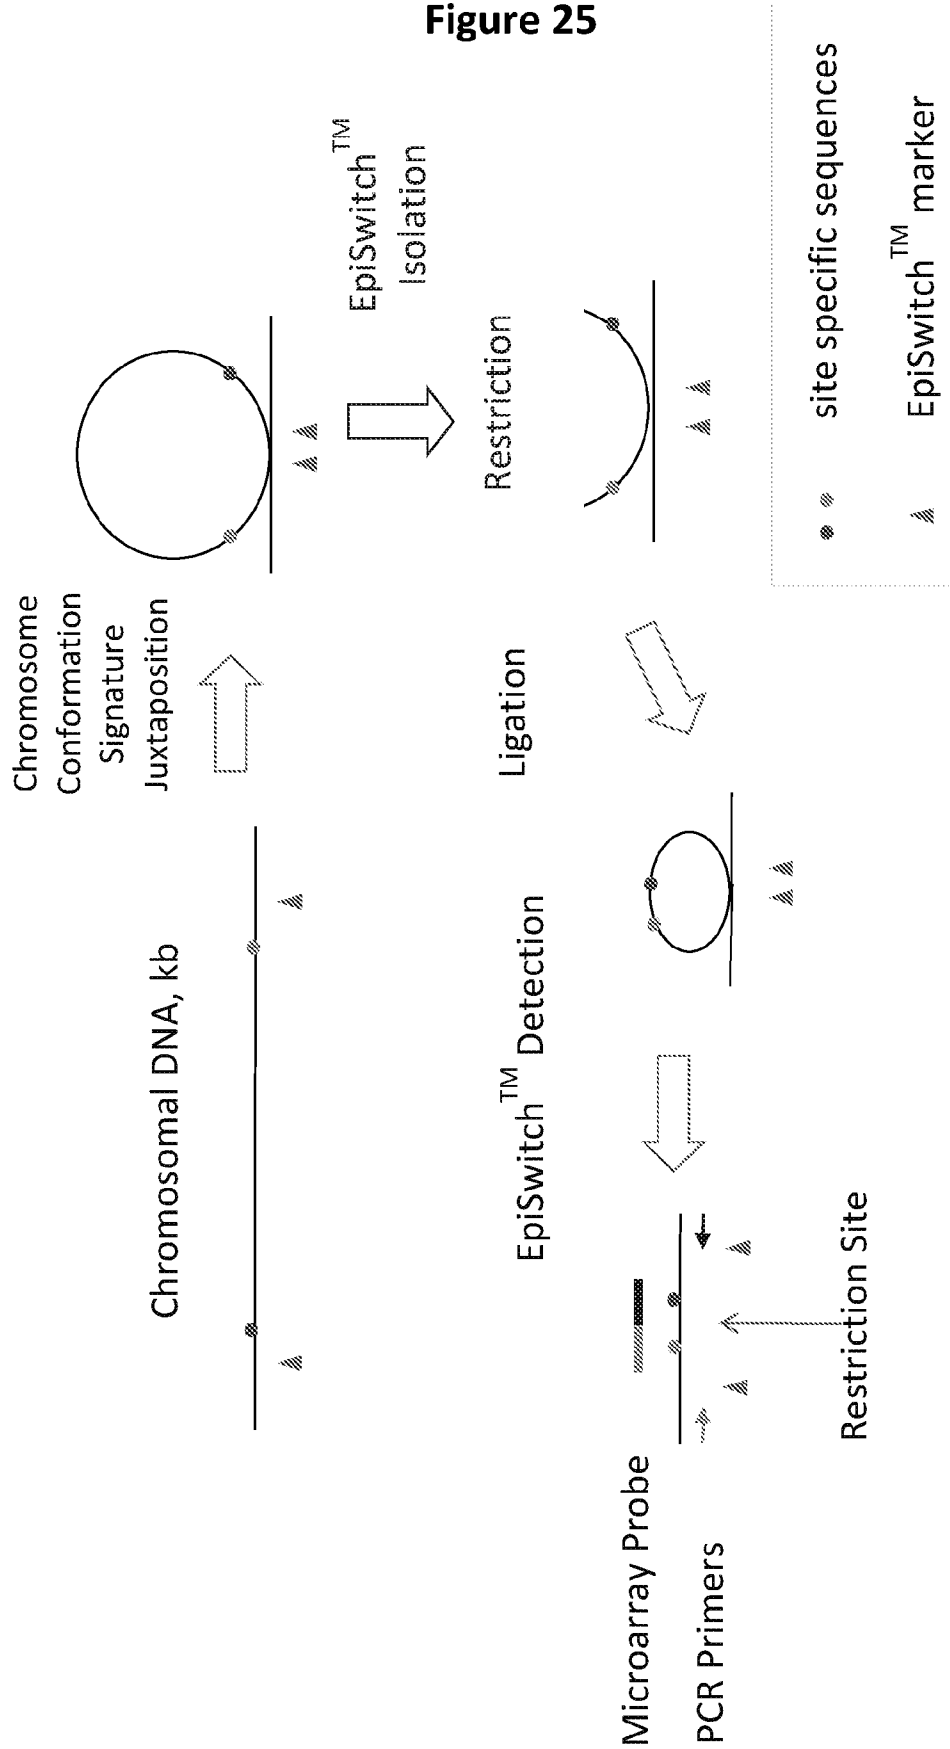 Figure 25
Chromosomal DNA, kb
Chromosome
Conformation
Signature
Juxtaposition
EpiSwitch™
Isolation
Restriction
Ligation
EpiSwitch™ Detection
Microarray Probe
PCR Primers
Restriction Site
site specific sequences
EpiSwitch™ marker